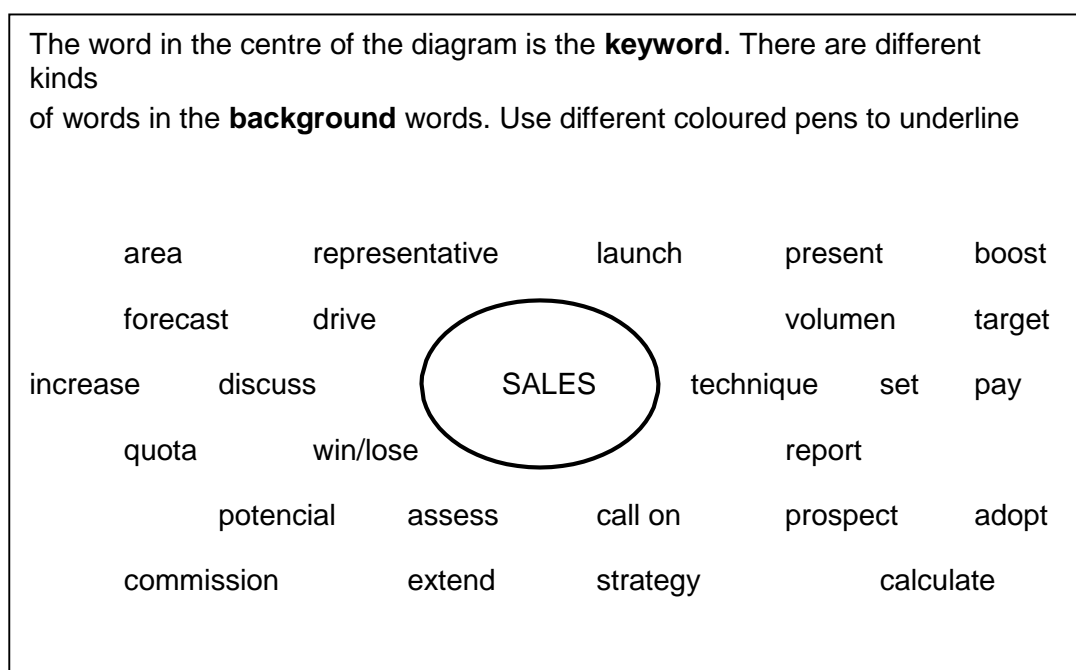 The word in the centre of the diagram is the keyword. There are different
kinds
of words in the background words. Use different coloured pens to underline
area representative launch present boost
forecast drive volumen target
increase discuss SALES technique set pay
quota win/lose report
potencial assess call on prospect adopt
commission extend strategy calculate